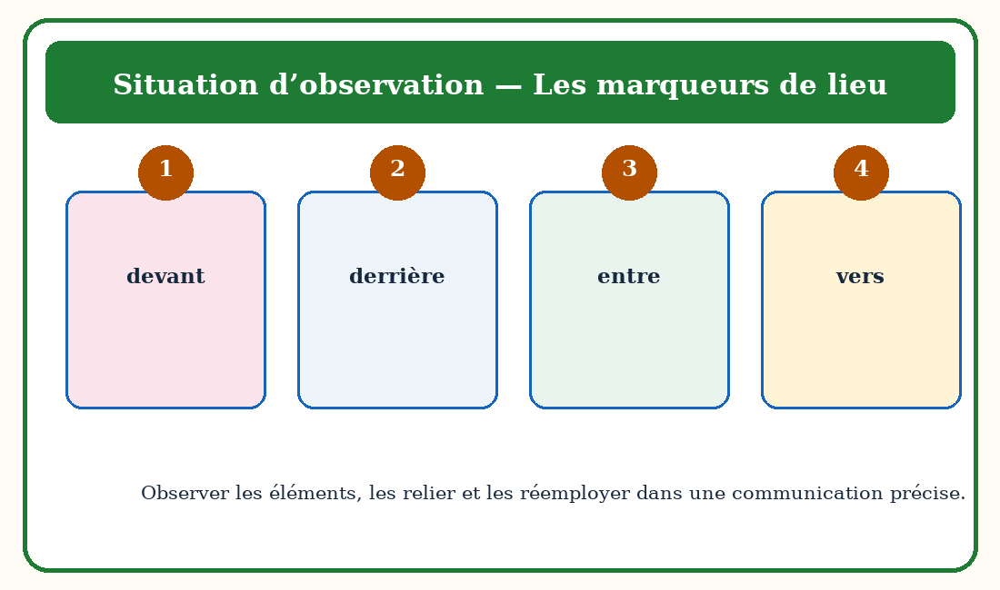 Situation d’observation — Les marqueurs de lieu
1
2
3
4
devant
derrière
entre
vers
Observer les éléments, les relier et les réemployer dans une communication précise.